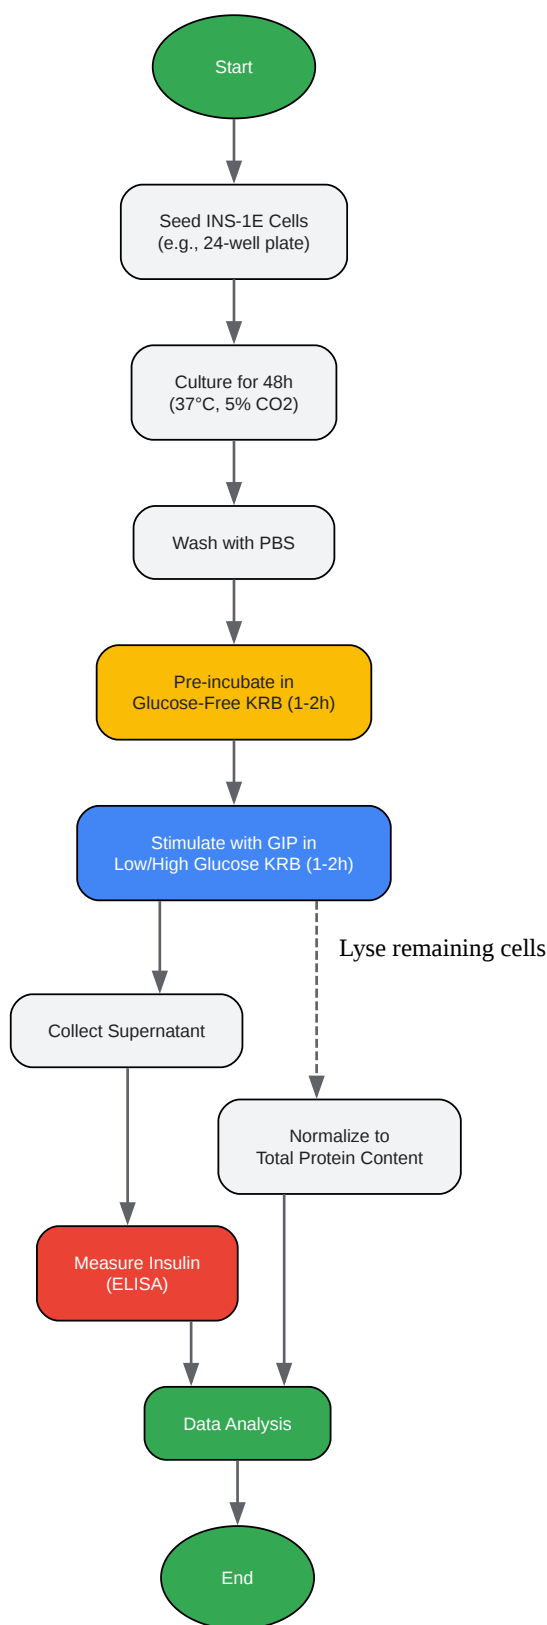 Start
Seed INS-1E Cells
(e.g., 24-well plate)
Culture for 48h
(37°C, 5% CO2)
Wash with PBS
Pre-incubate in
Glucose-Free KRB (1-2h)
Stimulate with GIP in
Low/High Glucose KRB (1-2h)
Lyse remaining cells
Collect Supernatant
Normalize to
Total Protein Content
Measure Insulin
(ELISA)
Data Analysis
End